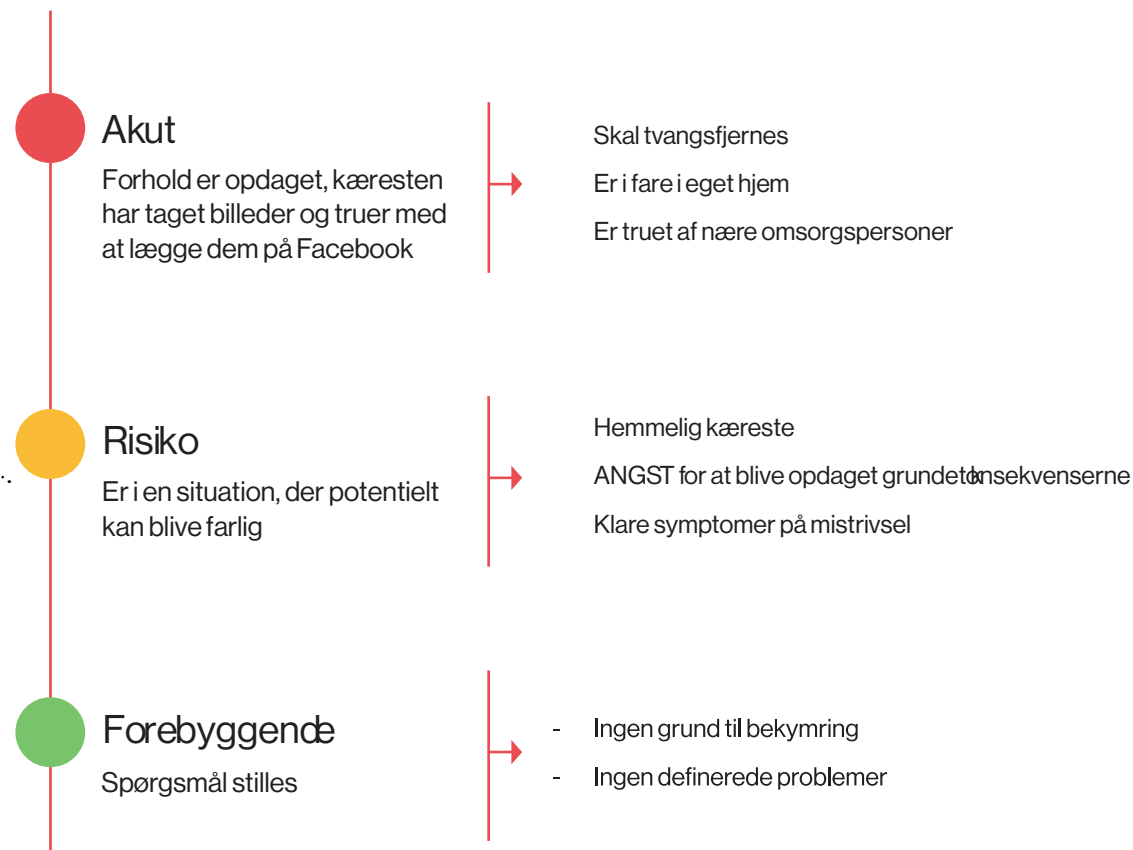 Akut
Forhold er opdaget, kæresten
har taget billeder og truer med
at lægge dem på Facebook
Skal tvangsfjernes
Er i fare i eget hjem
Er truet af nære omsorgspersoner
Risiko
Er i en situation, der potentielt
kan blive farlig
Hemmelig kæreste
ANGST for at blive opdaget grundet konsekvenserne
Klare symptomer på mistrivsel
Forebyggende
Spørgsmål stilles
- Ingen grund til bekymring
- Ingen definerede problemer